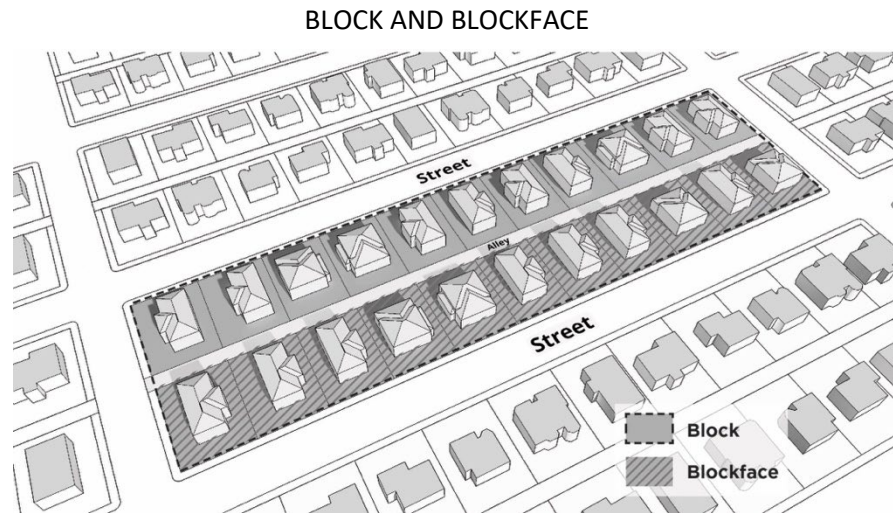 BLOCK AND BLOCKFACE
Street
Alley
Street
Block
Blockface